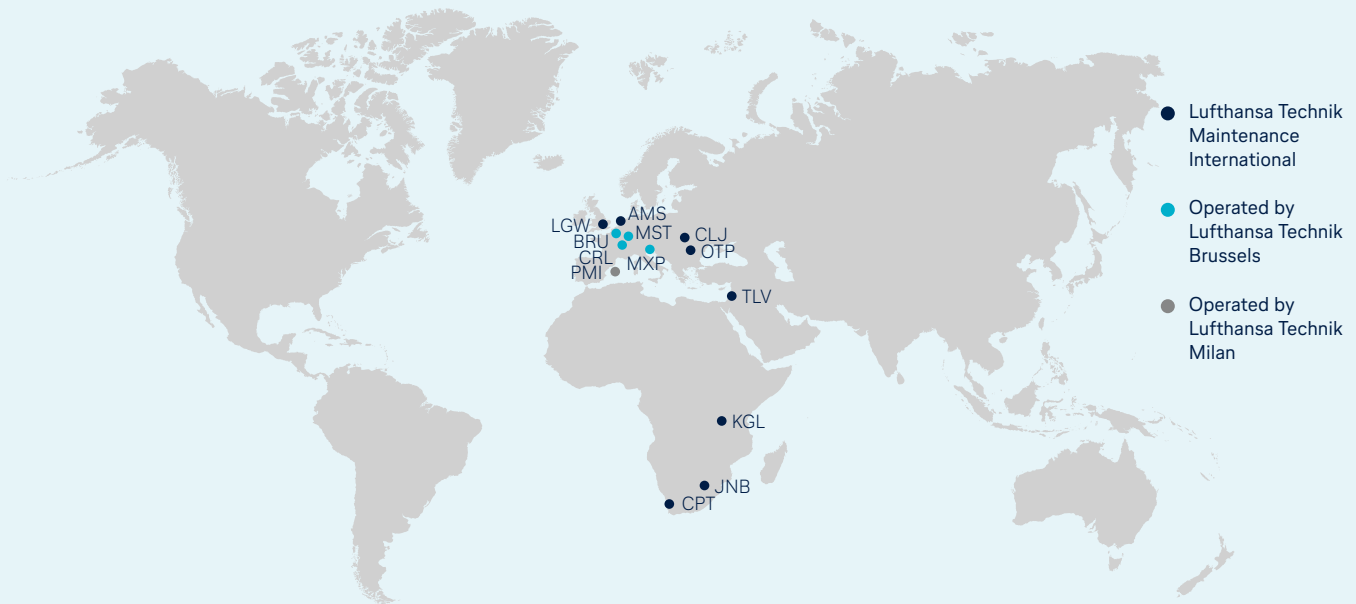 Lufthansa Technik
Maintenance
International
Operated by
Lufthansa Technik
Brussels
Operated by
Lufthansa Technik
Milan
AMS
LGW
MST
CLJ
BRU
OTP
CRL
MXP
PMI
TLV
KGL
JNB
CPT